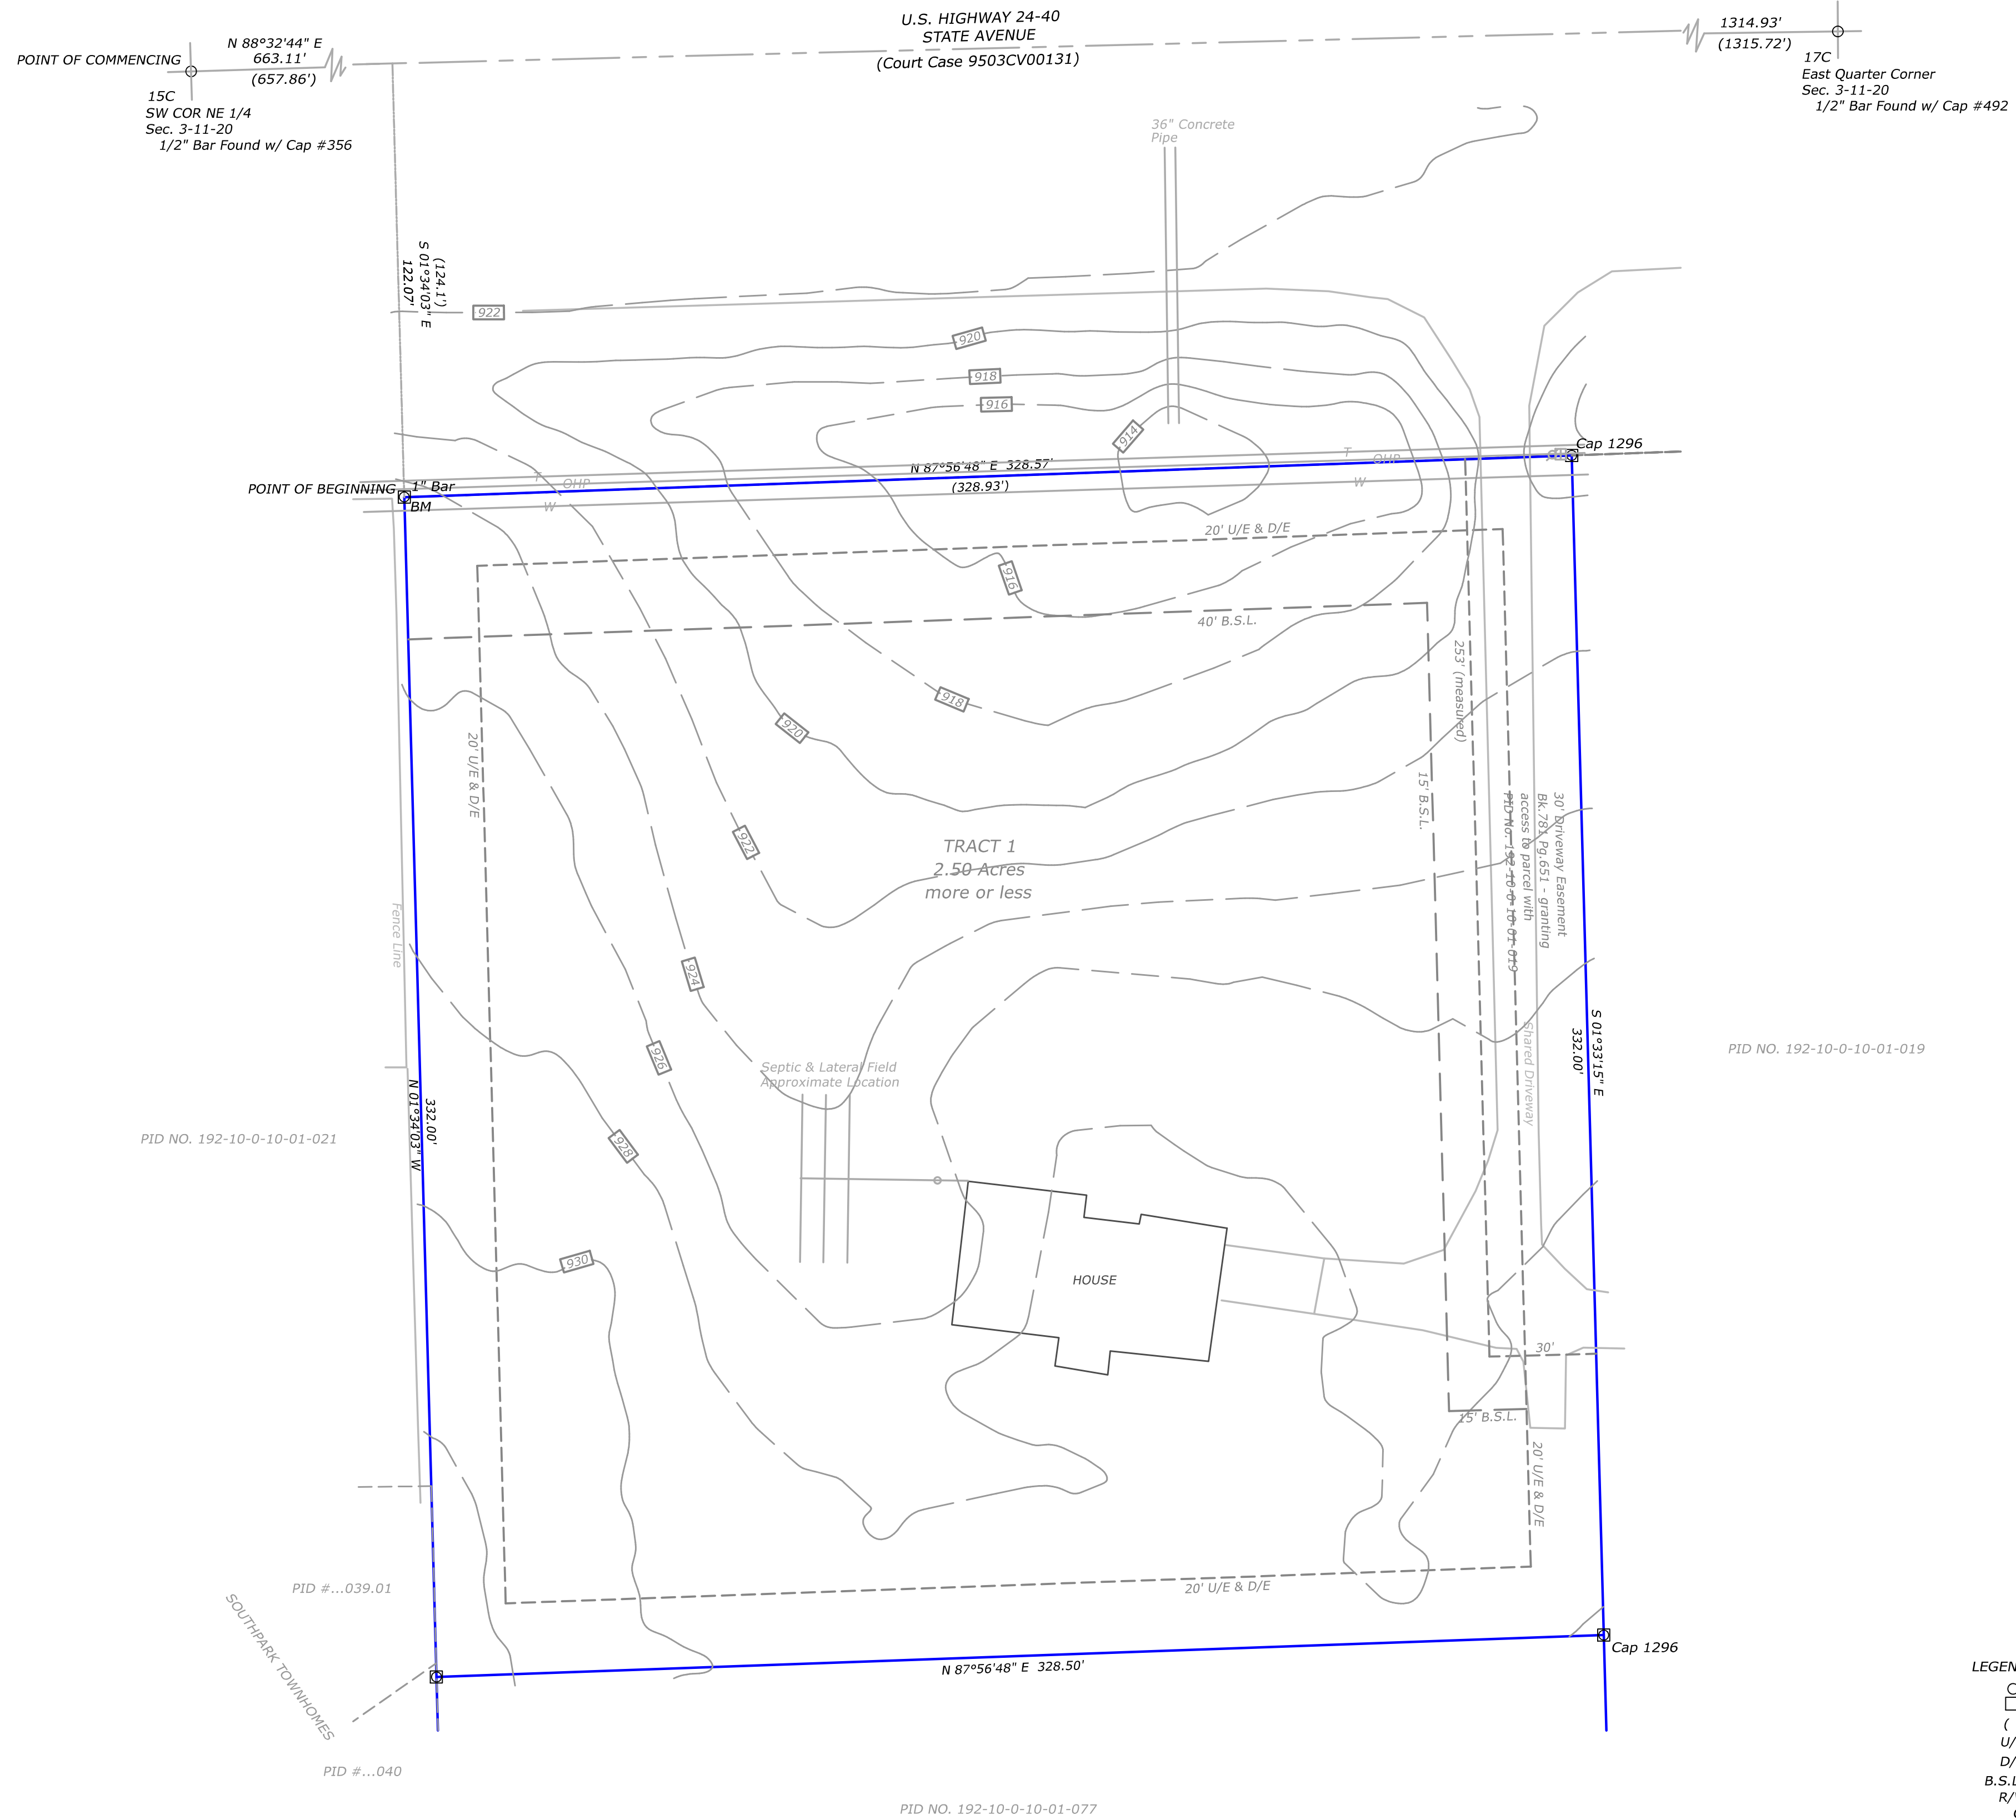 U.S. HIGHWAY 24-40
STATE AVENUE
(Court Case 9503CV00131)
POINT OF COMMENCING
N 88°32'44" E
663.11'
(657.86')
15C
SW COR NE 1/4
Sec. 3-11-20
1/2" Bar Found w/ Cap #356
1314.93'
(1315.72')
17C
East Quarter Corner
Sec. 3-11-20
1/2" Bar Found w/ Cap #492
36" Concrete
Pipe
(124.1')
S 01°34'03" E
122.07'
922
920
918
916
914
Cap 1296
T
OHP
W
N 87°56'48" E 328.57'
(328.93')
T
OHP
W
POINT OF BEGINNING
1" Bar
BM
20' U/E & D/E
916
40' B.S.L.
253' (measured)
918
920
20' U/E & D/E
15' B.S.L.
30' Driveway Easement
Bk.781 Pg.651 - granting
access to parcel with
PID No. 192-10-0-10-01-019
922
TRACT 1
2.50 Acres
more or less
Fence Line
924
926
Septic & Lateral Field
Approximate Location
Shared Driveway
S 01°33'15" E
332.00'
PID NO. 192-10-0-10-01-019
332.00'
N 01°34'03" W
PID NO. 192-10-0-10-01-021
928
930
HOUSE
30'
15' B.S.L.
20' U/E & D/E
20' U/E & D/E
PID #...039.01
SOUTHPARK TOWNHOMES
N 87°56'48" E 328.50'
Cap 1296
PID #...040
PID NO. 192-10-0-10-01-077
LEGEN
(
U/
D/
B.S.L
R/